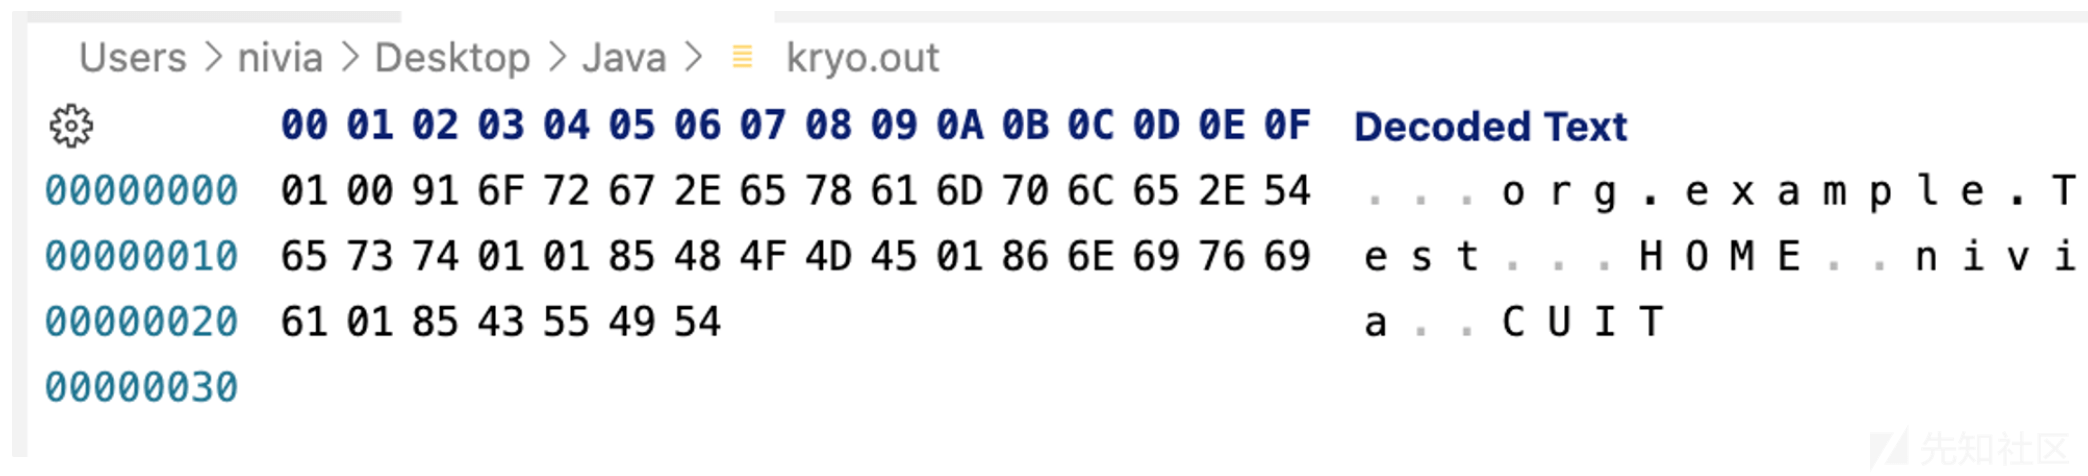 Users > nivia > Desktop > Java > kryo.out
00 01 02 03 04 05 06 07 08 09 0A 0B 0C 0D 0E 0F Decoded Text
00000000 01 00 91 6F 72 67 2E 65 78 61 6D 70 6C 65 2E 54 . . . o r g . e x a m p l e . T
00000010 65 73 74 01 01 85 48 4F 4D 45 01 86 6E 69 76 69 e s t . . . H O M E . . n i v i
00000020 61 01 85 43 55 49 54 a . . C U I T
00000030
先知社区